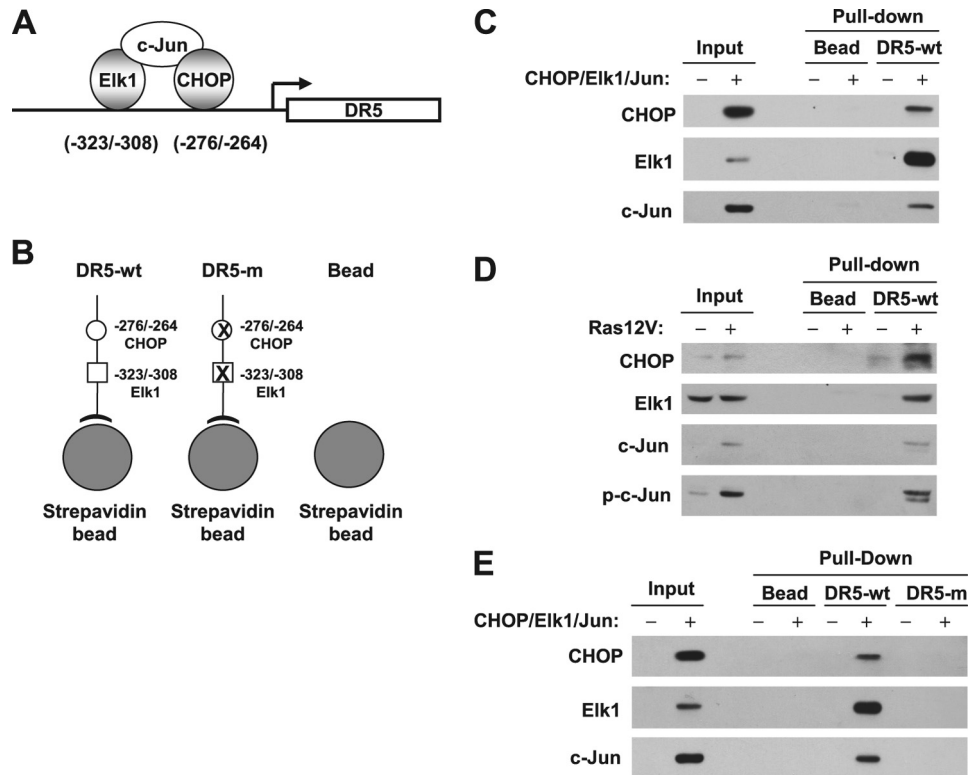 A
c-Jun
Elk1
CHOP
DR5
(-323/-308) (-276/-264)
B
DR5-wt DR5-m Bead
-276/-264
CHOP
-323/-308
Elk1
X
-276/-264
CHOP
X
-323/-308
Elk1
Strepavidin
bead
Strepavidin
bead
Strepavidin
bead
C
Pull-down
Input Bead DR5-wt
CHOP/Elk1/Jun: – + – + – +
CHOP
Elk1
c-Jun
D
Pull-down
Input Bead DR5-wt
Ras12V: – + – + – +
CHOP
Elk1
c-Jun
p-c-Jun
E
Pull-Down
Input Bead DR5-wt DR5-m
CHOP/Elk1/Jun: – + – + – + – +
CHOP
Elk1
c-Jun